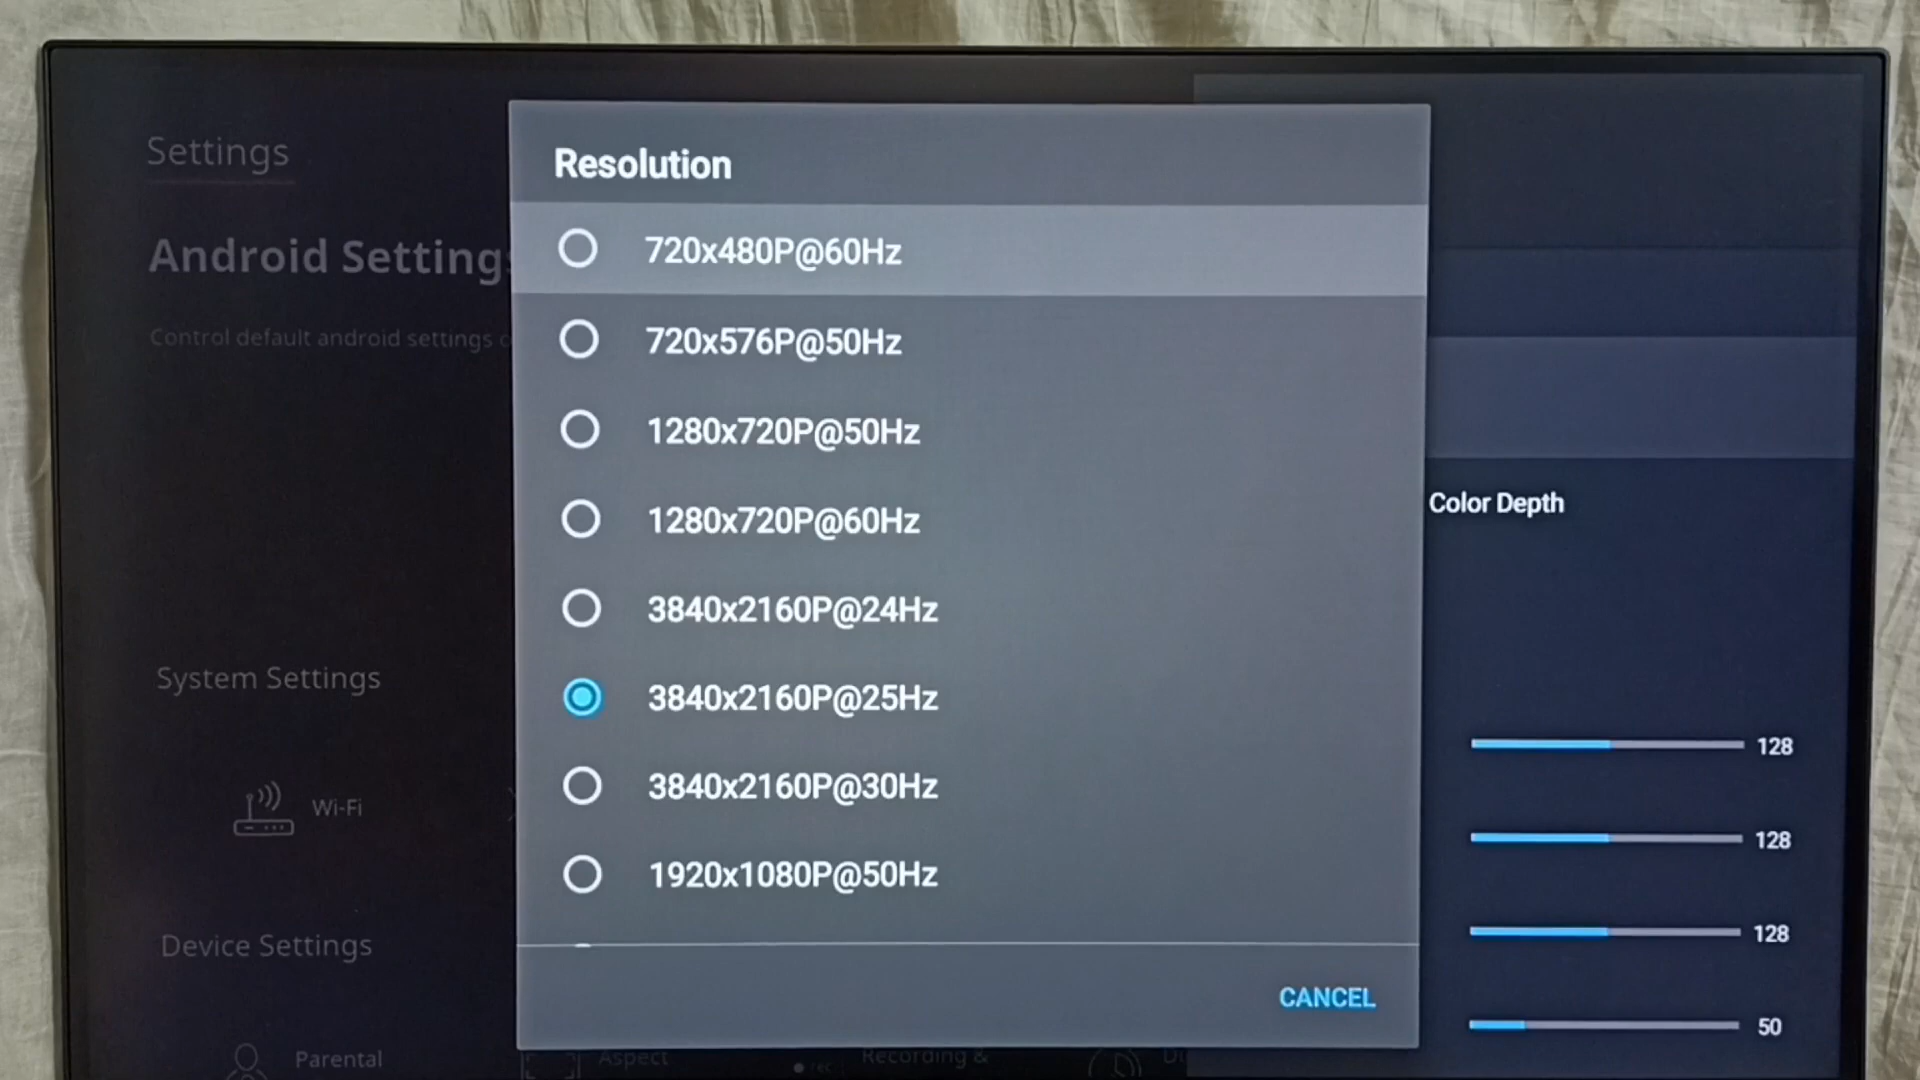 Settings
Android Settings
Control default android settings
Resolution
720x480P@60Hz
720x576P@50Hz
1280x720P@50Hz
1280x720P@60Hz
3840x2160P@24Hz
3840x2160P@25Hz
3840x2160P@30Hz
1920x1080P@50Hz
CANCEL
Color Depth
128
128
128
50
System Settings
Wi-Fi
Device Settings
Parental
Aspect
rec
Recording &